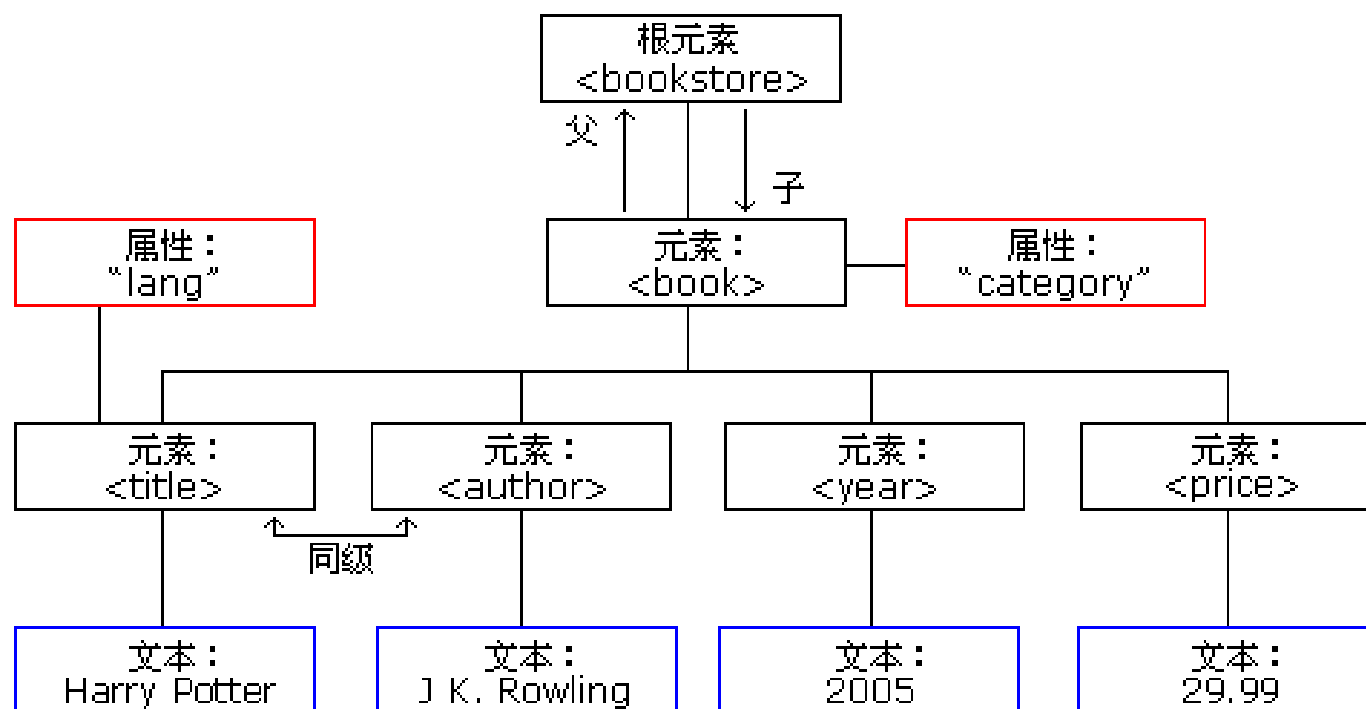 根元素
<bookstore>
父
子
属性：
“lang”
元素：
<book>
属性：
“category”
元素：
<title>
元素：
<author>
元素：
<year>
元素：
<price>
同级
文本：
Harry Potter
文本：
J K. Rowling
文本：
2005
文本：
29.99